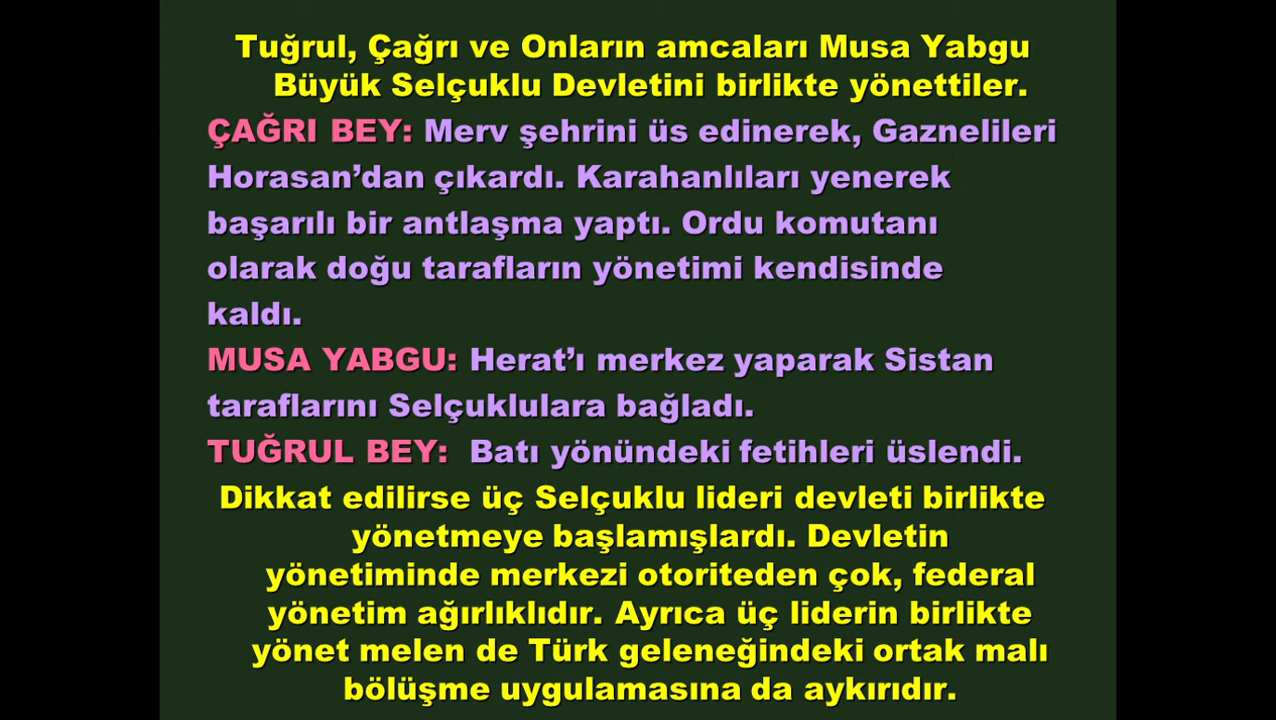 Tuğrul, Çağrı ve Onların amcaları Musa Yabgu
Büyük Selçuklu Devletini birlikte yönettiler.
ÇAĞRI BEY: Merv şehrini üs edinerek, Gaznelileri
Horasan’dan çıkardı. Karahanlıları yenerek
başarılı bir antlaşma yaptı. Ordu komutanı
olarak doğu tarafların yönetimi kendisinde
kaldı.
MUSA YABGU: Herat’ı merkez yaparak Sistan
taraflarını Selçuklulara bağladı.
TUĞRUL BEY: Batı yönündeki fetihleri üslendi.
Dikkat edilirse üç Selçuklu lideri devleti birlikte
yönetmeye başlamışlardı. Devletin
yönetiminde merkezi otoriteden çok, federal
yönetim ağırlıklıdır. Ayrıca üç liderin birlikte
yönet melen de Türk geleneğindeki ortak malı
bölüşme uygulamasına da aykırıdır.